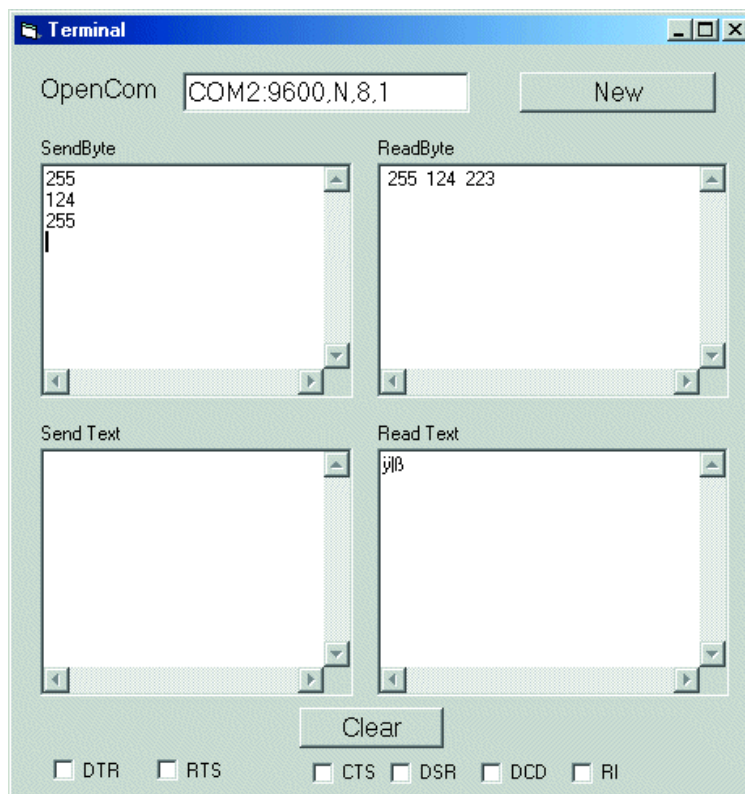 Terminal
OpenCom COM2:9600,N,8,1 New
SendByte ReadByte
255 255 124 223
124
255
Send Text Read Text
ÿ|ß
Clear
DTR RTS CTS DSR DCD RI